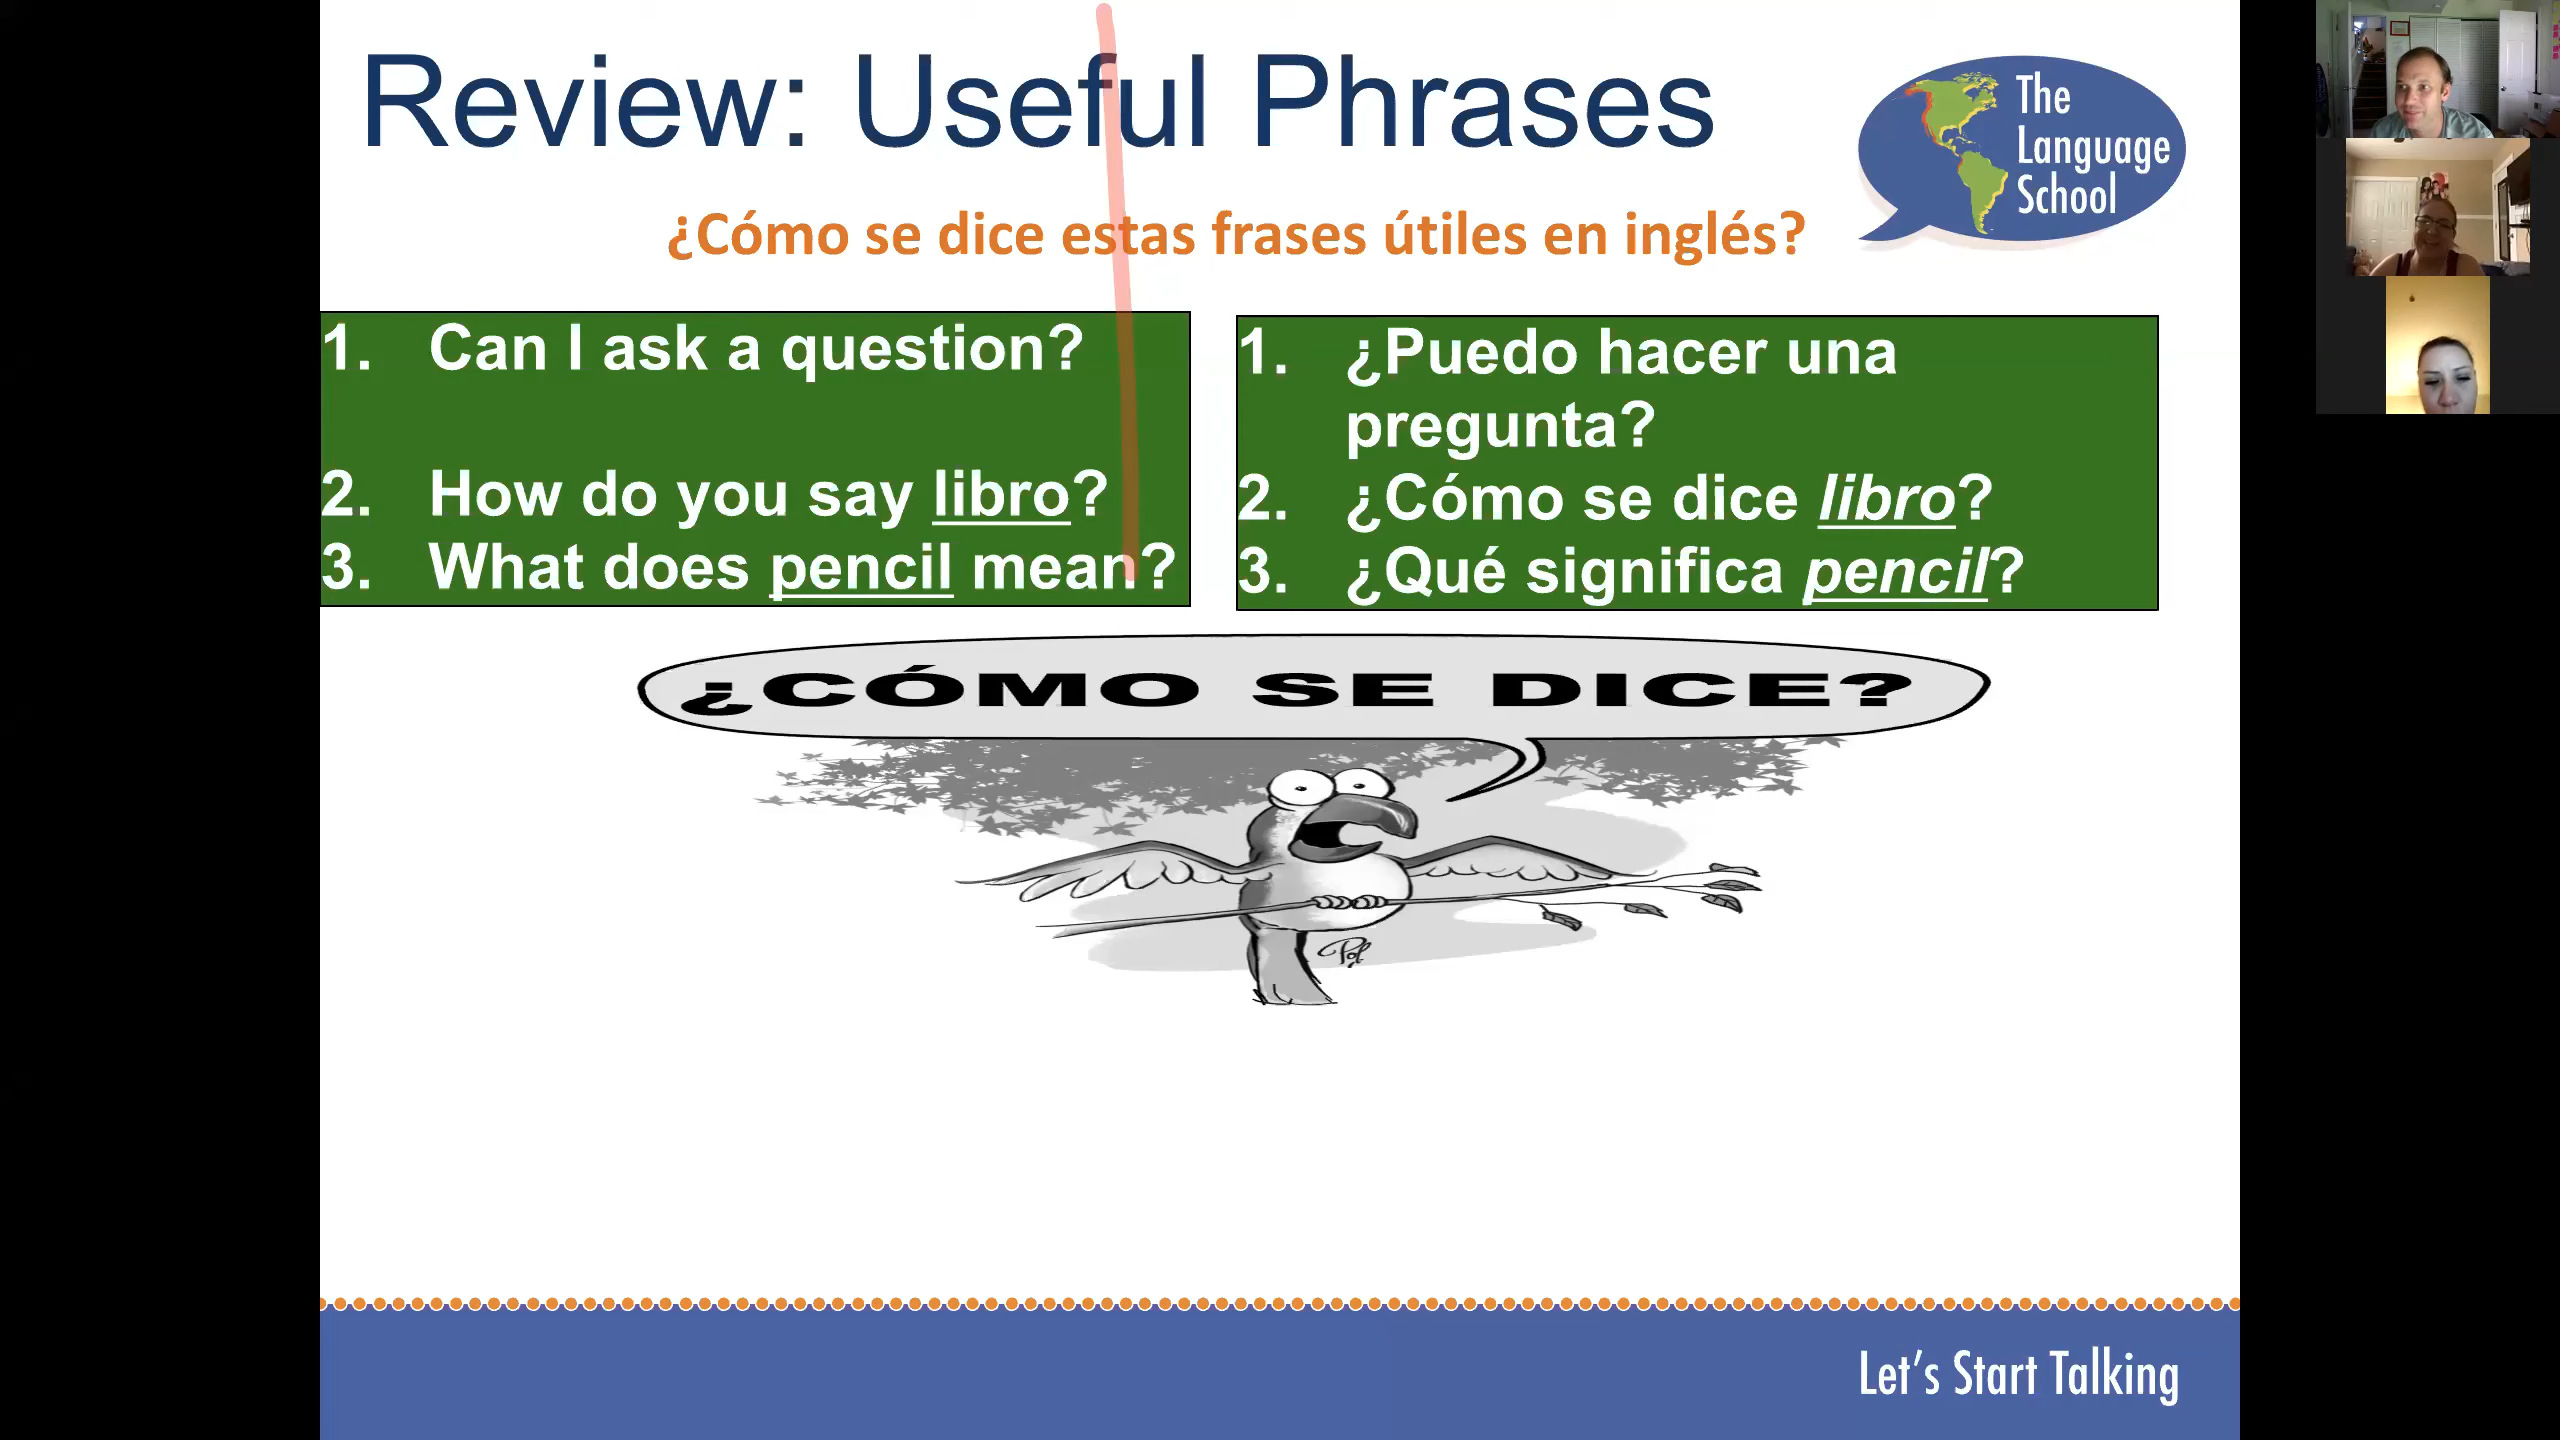 Review: Useful Phrases
The
Language
School
¿Cómo se dice estas frases útiles en inglés?
1. Can I ask a question?
2. How do you say libro?
3. What does pencil mean?
1. ¿Puedo hacer una
pregunta?
2. ¿Cómo se dice libro?
3. ¿Qué significa pencil?
¿CÓMO SE DICE?
Pol
Let's Start Talking